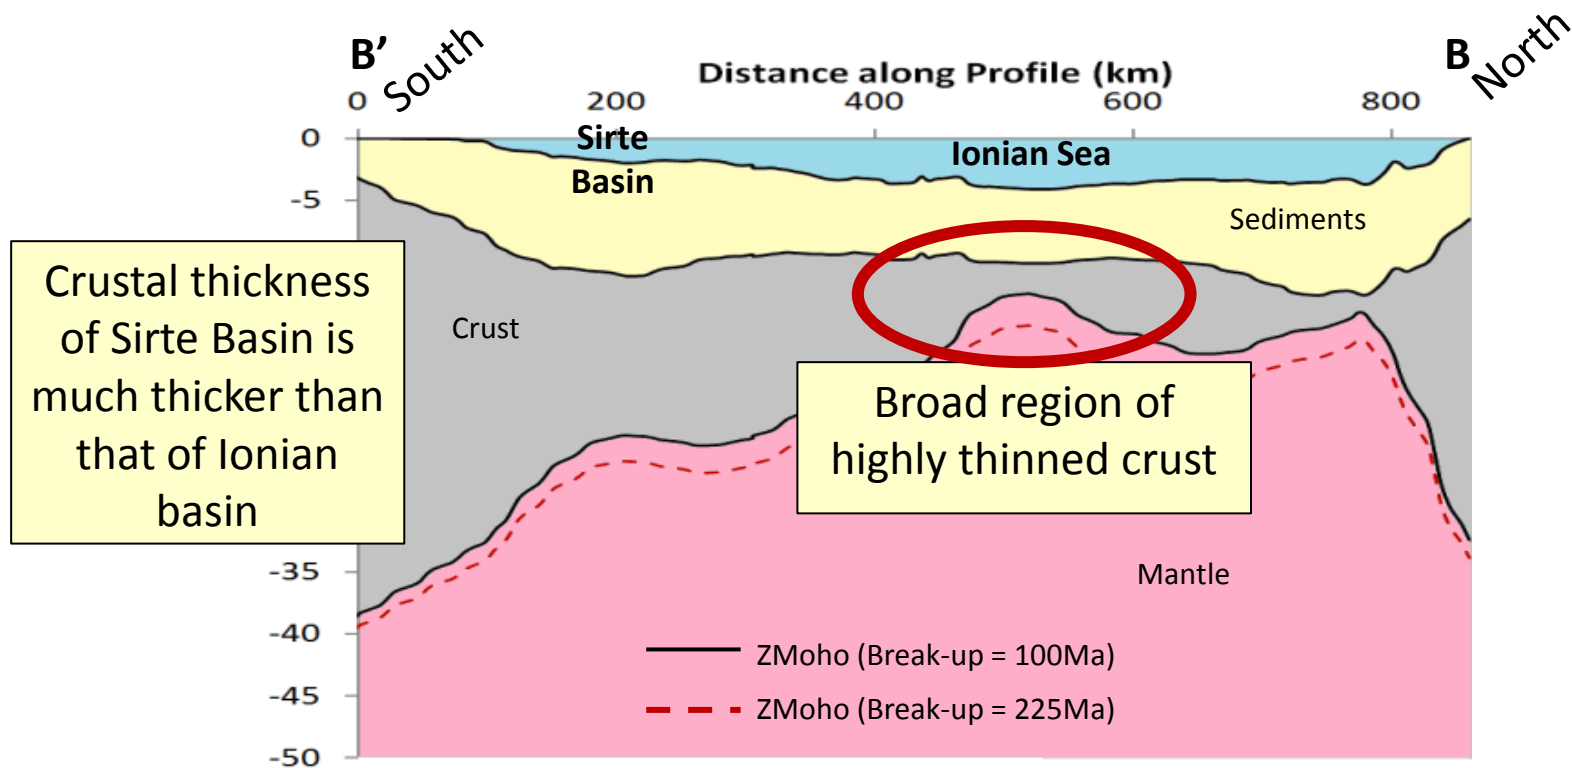 B’
South
B
North
Distance along Profile (km)
0
200
400
600
800
0
-5
-35
-40
-45
-50
Sirte
Basin
Ionian Sea
Sediments
Crust
Crustal thickness
of Sirte Basin is
much thicker than
that of Ionian
basin
Broad region of
highly thinned crust
Mantle
ZMoho (Break-up = 100Ma)
ZMoho (Break-up = 225Ma)